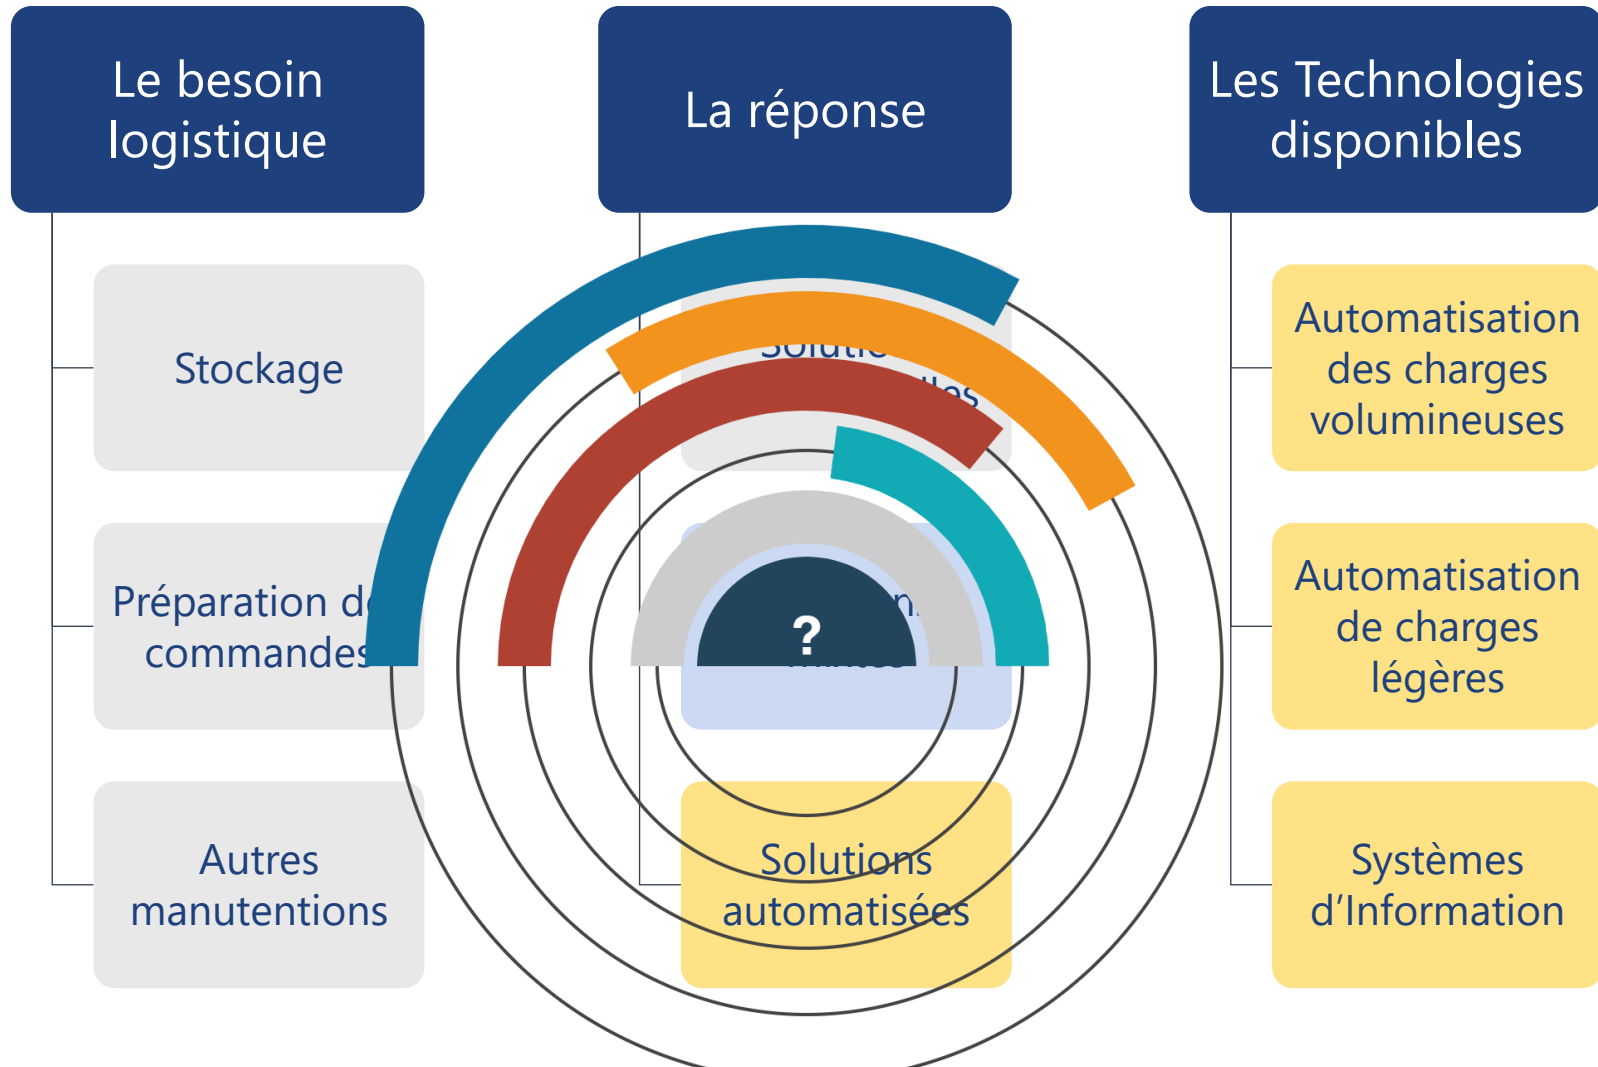 Le besoin
logistique
La réponse
Les Technologies
disponibles
Stockage
Préparation
commandes
Autres
manutentions
?
Solutions
automatisées
Automatisation
des charges
volumineuses
Automatisation
de charges
légères
Systèmes
d’Information